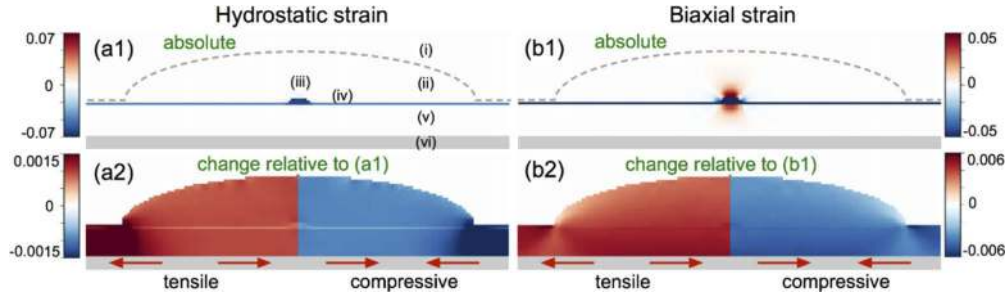 Hydrostatic strain
Biaxial strain
0.07
0
-0.07
(a1)
absolute
(i)
(ii)
(iii)
(iv)
(v)
(vi)
(b1)
absolute
0.05
0
-0.05
0.0015
0
-0.0015
(a2)
change relative to (a1)
(b2)
change relative to (b1)
0.006
0
-0.006
tensile
compressive
tensile
compressive